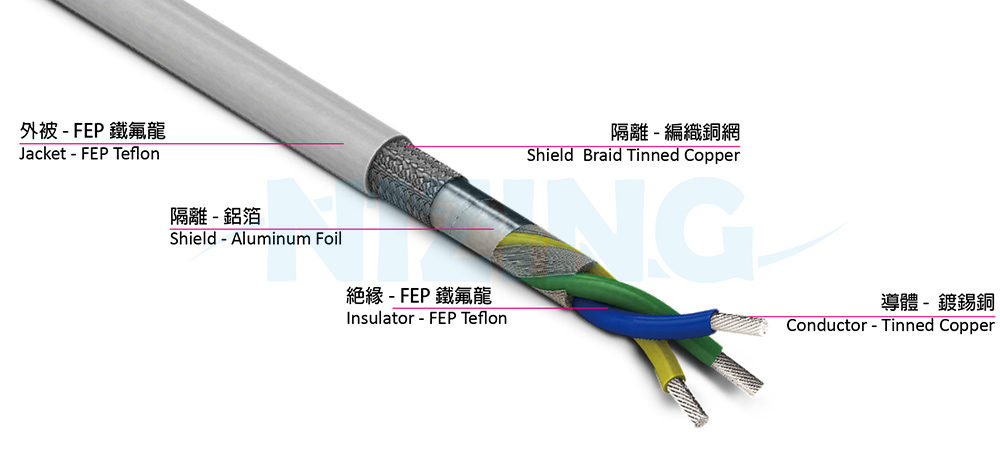 外被 - FEP 鐵氟龍
Jacket - FEP Teflon
隔離 - 編織銅網
Shield Braid Tinned Copper
隔離 - 鋁箔
Shield - Aluminum Foil
絕緣 - FEP 鐵氟龍
Insulator - FEP Teflon
導體 - 鍍錫銅
Conductor - Tinned Copper
NIZING